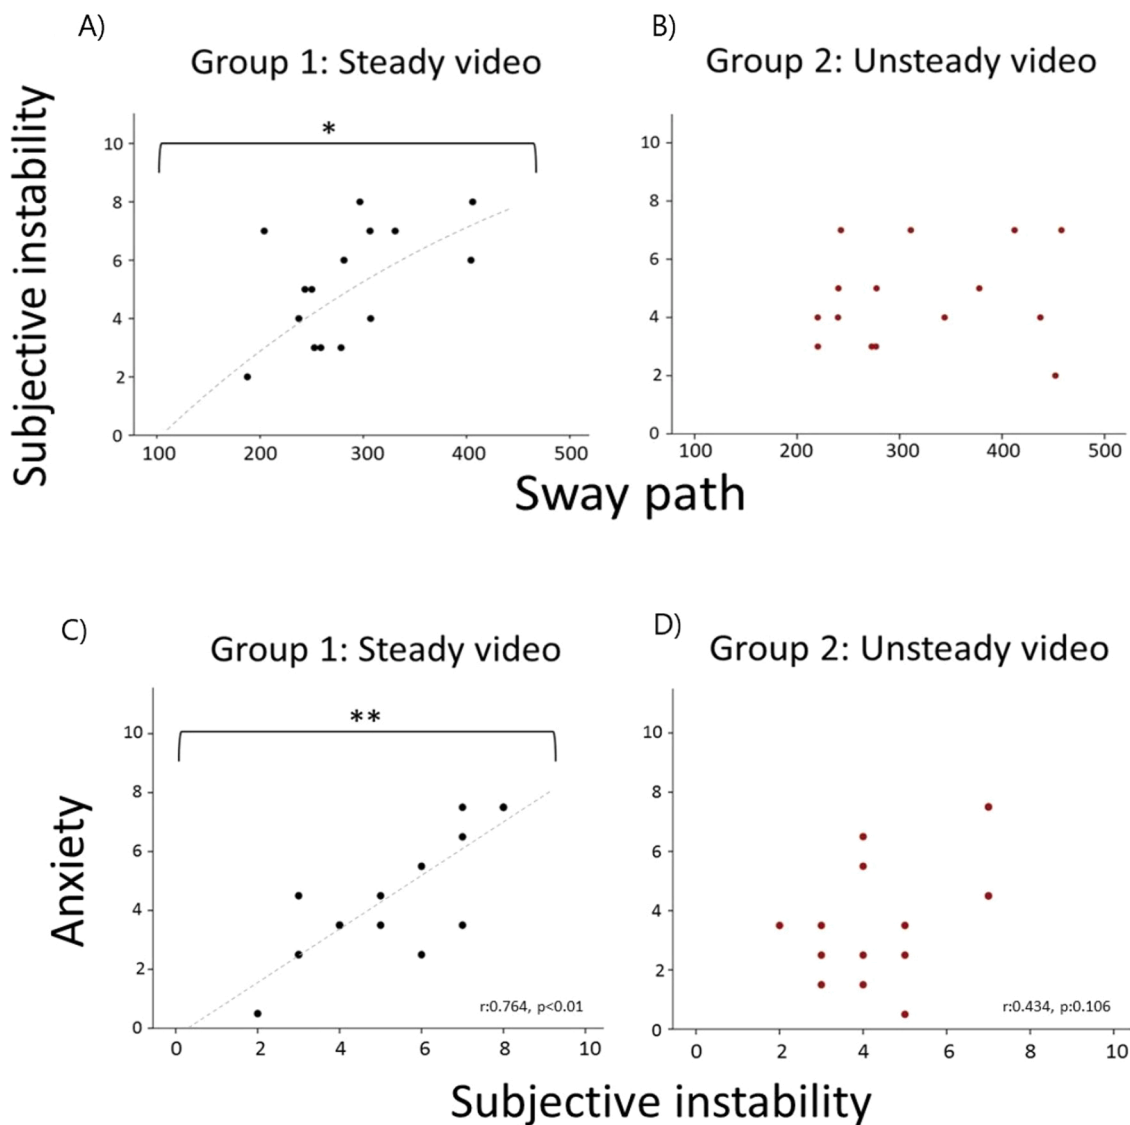 A)
Group 1: Steady video
B)
Group 2: Unsteady video
Subjective instability
*
10
8
6
4
2
0
100 200 300 400 500
10
8
6
4
2
0
100 200 300 400 500
Sway path
C)
Group 1: Steady video
D)
Group 2: Unsteady video
Anxiety
**
10
8
6
4
2
0
r:0.764, p<0.01
0 2 4 6 8 10
10
8
6
4
2
0
r:0.434, p:0.106
0 2 4 6 8 10
Subjective instability